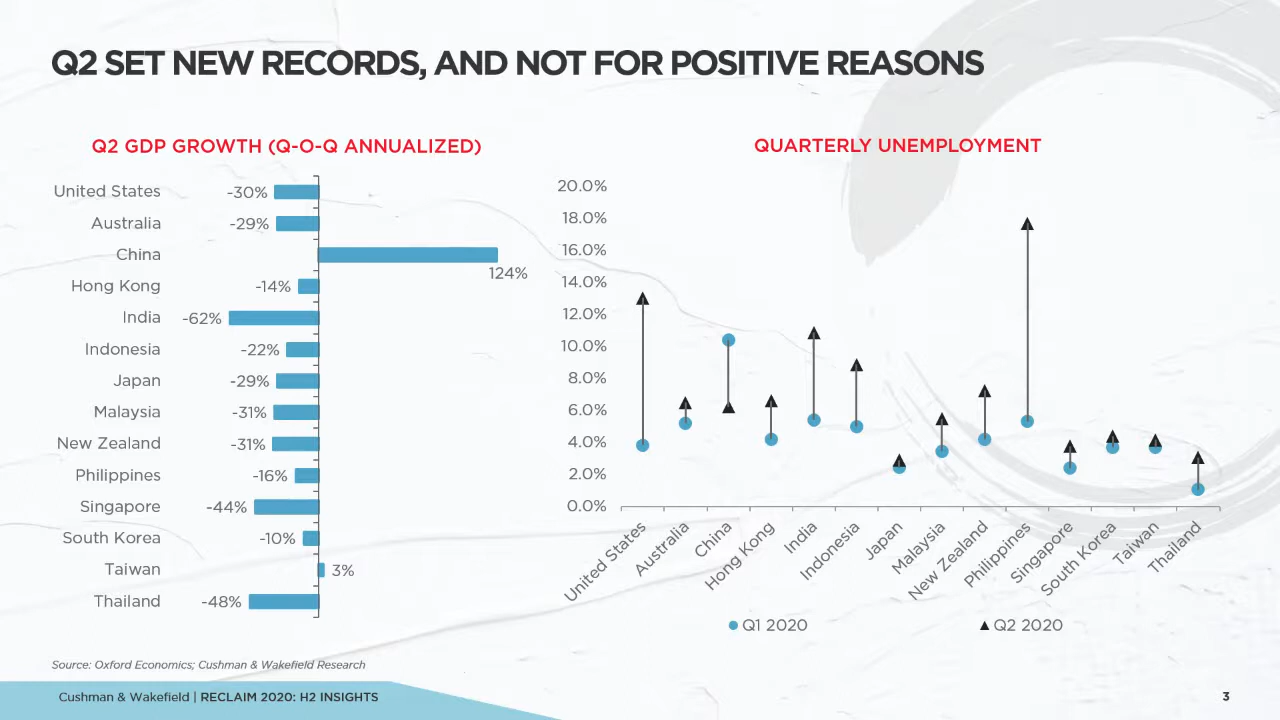 Q2 SET NEW RECORDS, AND NOT FOR POSITIVE REASONS
Q2 GDP GROWTH (Q-O-Q ANNUALIZED)
United States -30%
Australia -29%
China
124%
Hong Kong -14%
India -62%
Indonesia -22%
Japan -29%
Malaysia -31%
New Zealand -31%
Philippines -16%
Singapore -44%
South Korea -10%
Taiwan 3%
Thailand -48%
QUARTERLY UNEMPLOYMENT
20.0%
18.0%
16.0%
14.0%
12.0%
10.0%
8.0%
6.0%
4.0%
2.0%
0.0%
United States
Australia
China
Hong Kong
India
Indonesia
Japan
Malaysia
New Zealand
Philippines
Singapore
South Korea
Taiwan
Thailand
Q1 2020
Q2 2020
Source: Oxford Economics; Cushman & Wakefield Research
Cushman & Wakefield | RECLAIM 2020: H2 INSIGHTS
3